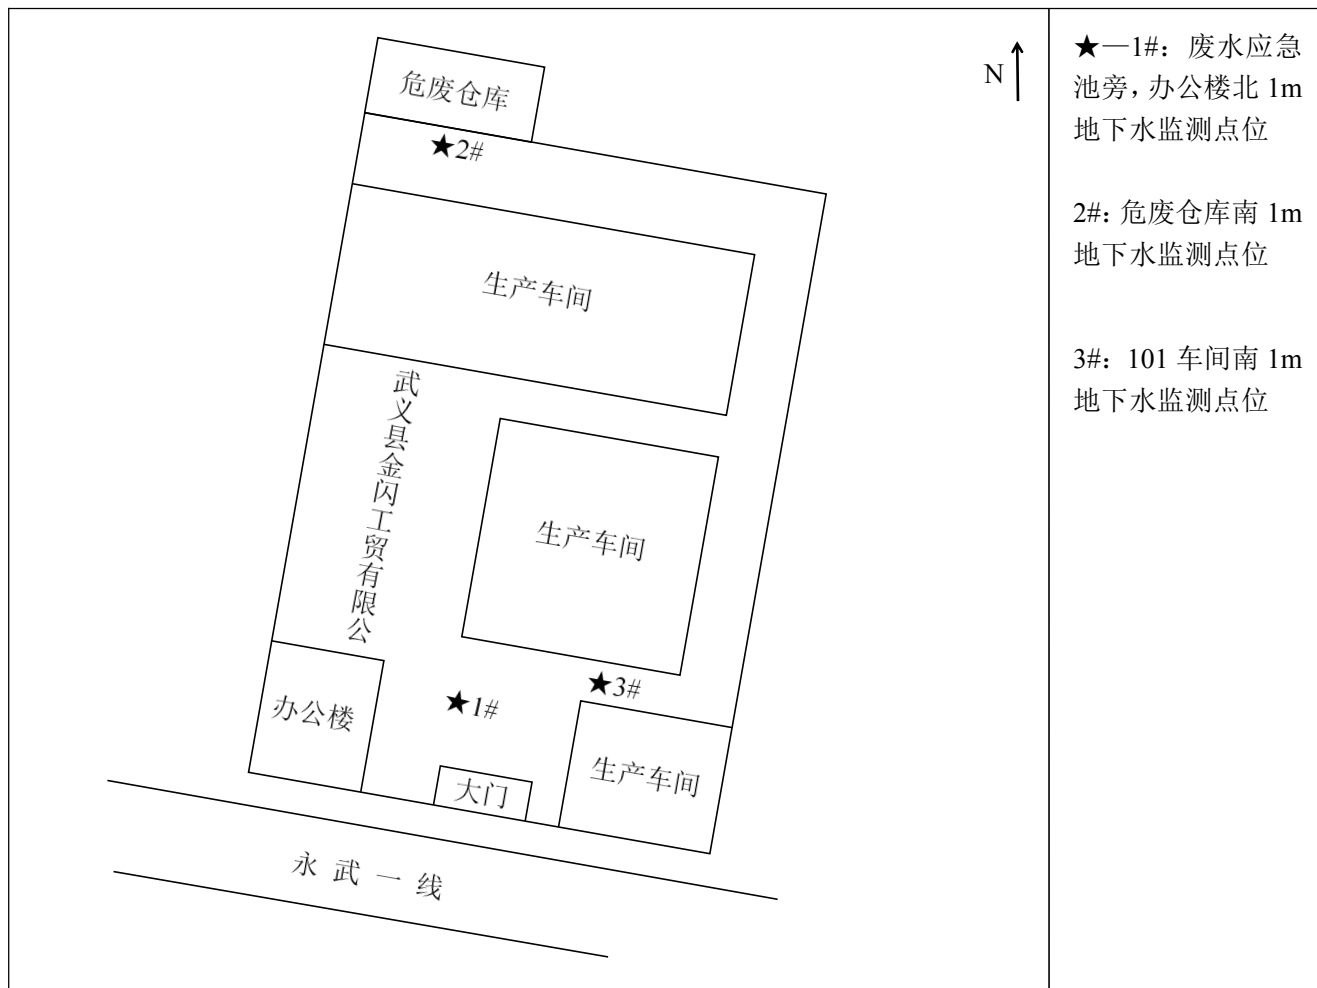 危废仓库
★2#
生产车间
武义县金闪工贸有限公
生产车间
★3#
★1#
办公楼
生产车间
大门
永武一线
N
★—1#：废水应急
池旁，办公楼北 1m
地下水监测点位
2#: 危废仓库南 1m
地下水监测点位
3#：101 车间南 1m
地下水监测点位